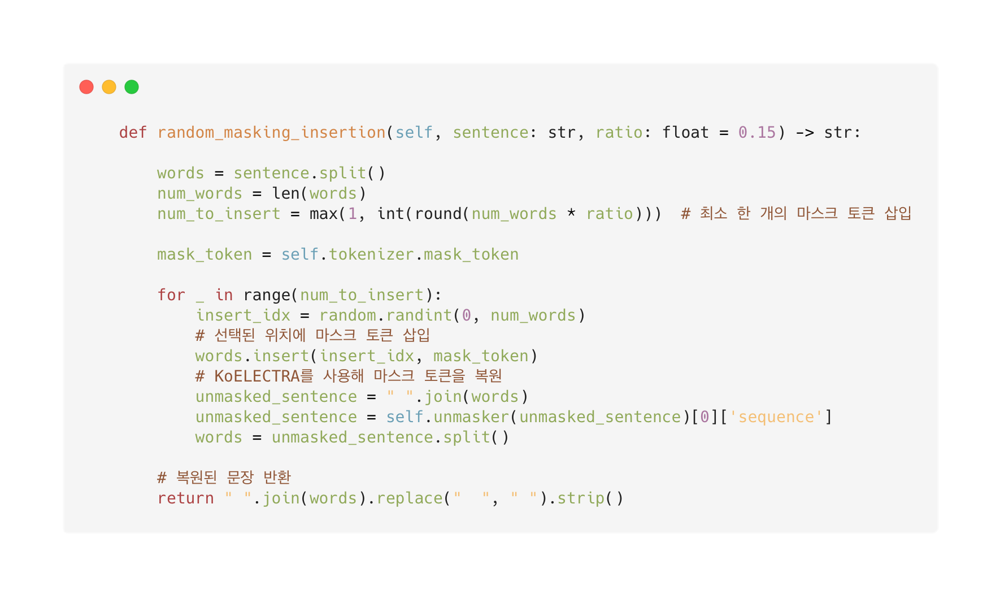 def random_masking_insertion(self, sentence: str, ratio: float = 0.15) -> str:
words = sentence.split()
num_words = len(words)
num_to_insert = max(1, int(round(num_words * ratio)))  # 최소 한 개의 마스크 토큰 삽입
mask_token = self.tokenizer.mask_token
for _ in range(num_to_insert):
insert_idx = random.randint(0, num_words)
# 선택된 위치에 마스크 토큰 삽입
words.insert(insert_idx, mask_token)
# KoELECTRA를 사용해 마스크 토큰을 복원
unmasked_sentence = " ".join(words)
unmasked_sentence = self.unmasker(unmasked_sentence)[0]['sequence']
words = unmasked_sentence.split()
# 복원된 문장 반환
return " ".join(words).replace("  ", " ").strip()